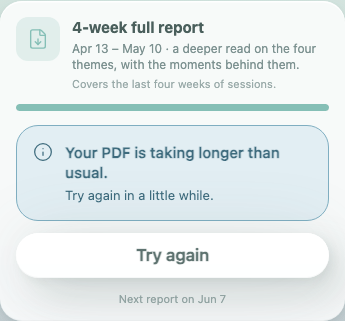 4-week full report
Apr 13 – May 10 · a deeper read on the four
themes, with the moments behind them.
Covers the last four weeks of sessions.
Your PDF is taking longer than
usual.
Try again in a little while.
Try again
Next report on Jun 7